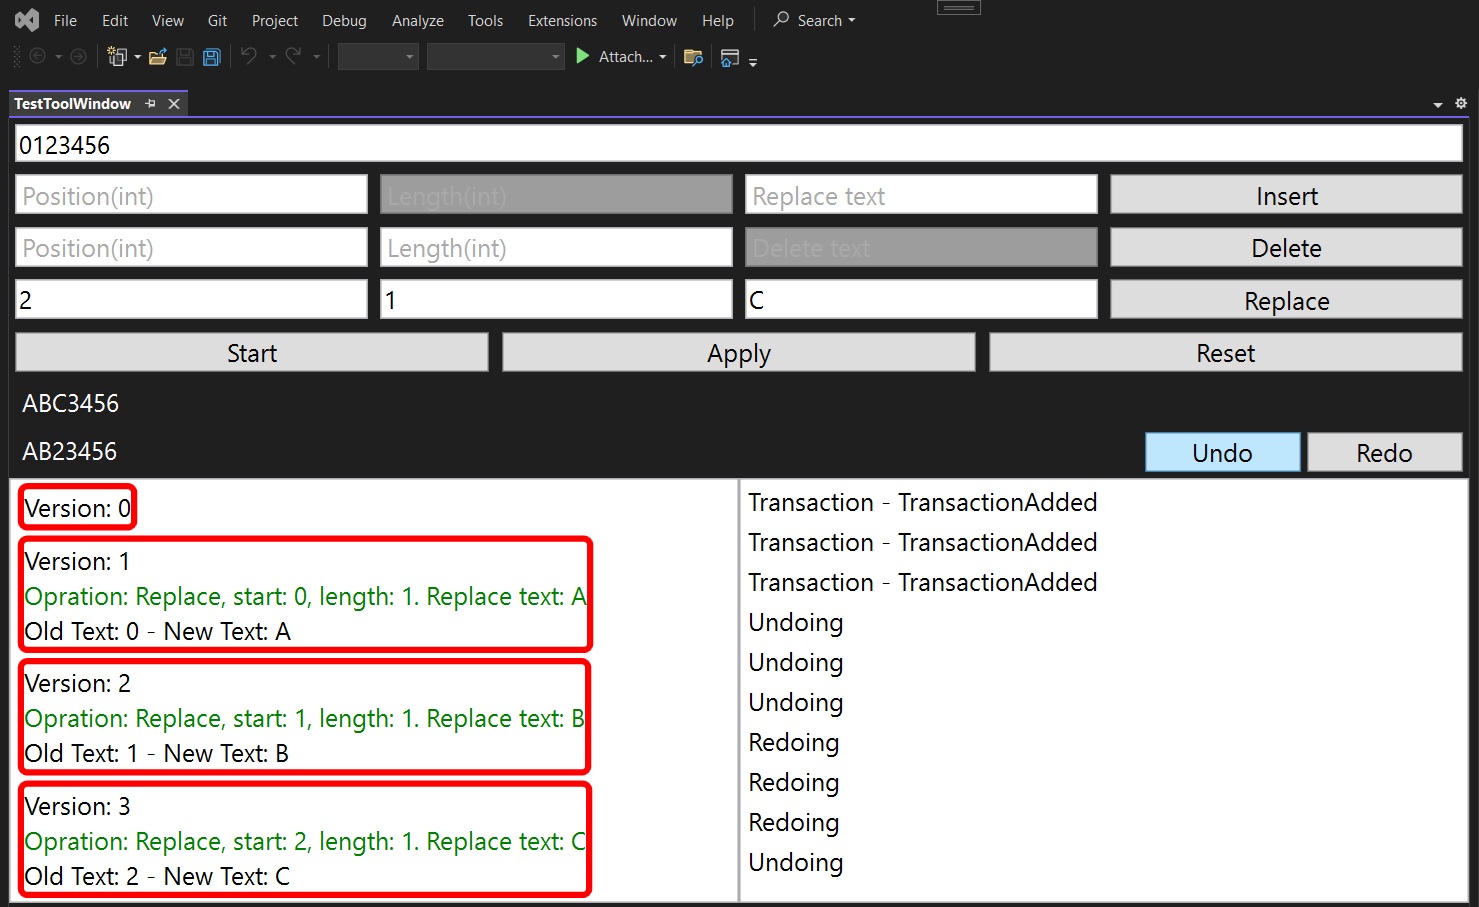 File Edit View Git Project Debug Analyze Tools Extensions Window Help Search
Attach...
TestToolWindow
0123456
Position(int) Length(int) Replace text Insert
Position(int) Length(int) Delete text Delete
2 1 C Replace
Start Apply Reset
ABC3456
AB23456 Undo Redo
Version: 0
Version: 1
Opration: Replace, start: 0, length: 1. Replace text: A
Old Text: 0 - New Text: A
Version: 2
Opration: Replace, start: 1, length: 1. Replace text: B
Old Text: 1 - New Text: B
Version: 3
Opration: Replace, start: 2, length: 1. Replace text: C
Old Text: 2 - New Text: C
Transaction - TransactionAdded
Transaction - TransactionAdded
Transaction - TransactionAdded
Undoing
Undoing
Undoing
Redoing
Redoing
Redoing
Undoing